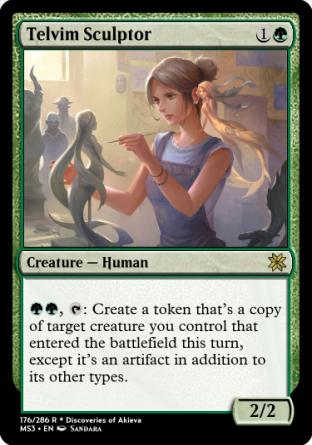 Telvim Sculptor 1
Creature — Human
, : Create a token that's a copy
of target creature you control that
entered the battlefield this turn,
except it's an artifact in addition to
its other types.
2/2
176/286 R * Discoveries of Akieva
MS3 • EN SANDARA